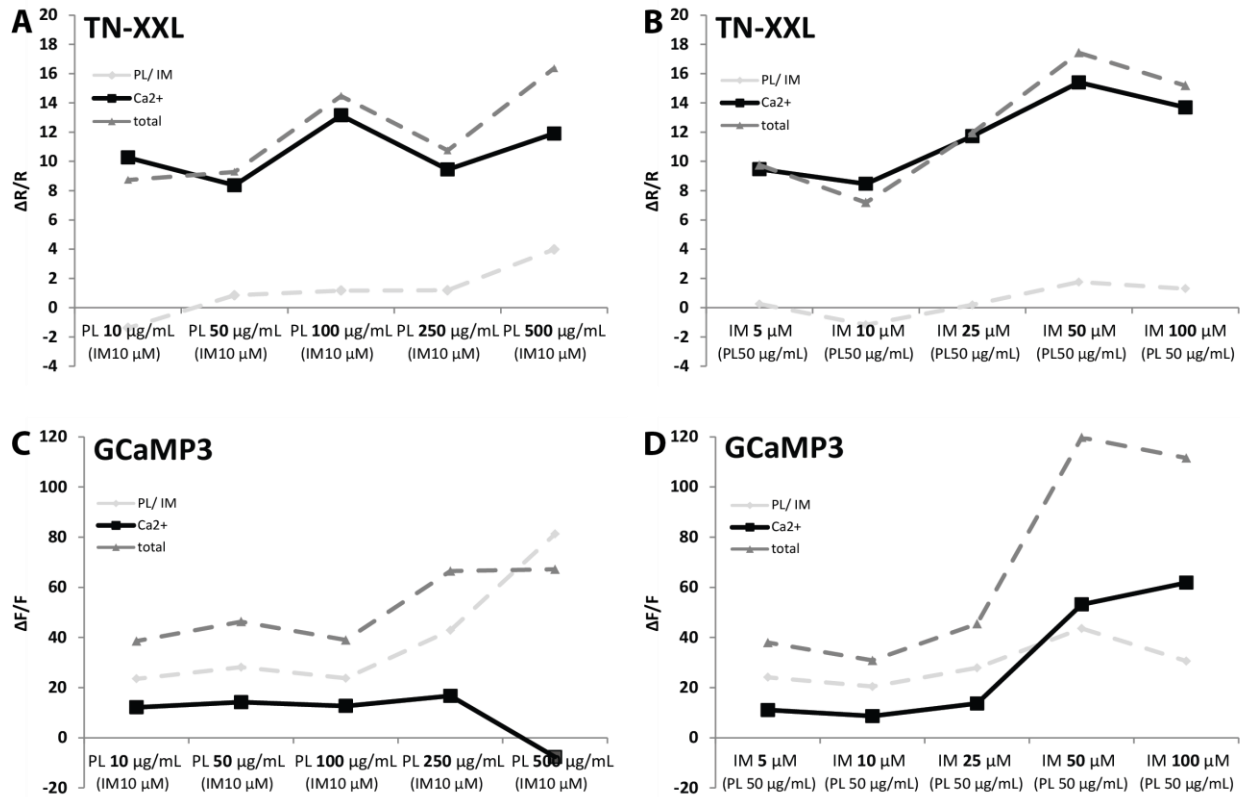 A TN-XXL
20
18
16
14
12
10
8
6
4
2
0
-2
-4
ΔR/R
PL/ IM
Ca2+
total
PL 10 µg/mL PL 50 µg/mL PL 100 µg/mL PL 250 µg/mL PL 500 µg/mL
(IM10 µM) (IM10 µM) (IM10 µM) (IM10 µM) (IM10 µM)
B TN-XXL
20
18
16
14
12
10
8
6
4
2
0
-2
-4
ΔR/R
PL/ IM
Ca2+
total
IM 5 µM IM 10 µM IM 25 µM IM 50 µM IM 100 µM
(PL50 µg/mL) (PL50 µg/mL) (PL50 µg/mL) (PL50 µg/mL) (PL 50 µg/mL)
C GCaMP3
120
100
80
60
40
20
0
-20
ΔF/F
PL/ IM
Ca2+
total
PL 10 µg/mL PL 50 µg/mL PL 100 µg/mL PL 250 µg/mL PL 500 µg/mL
(IM10 µM) (IM10 µM) (IM10 µM) (IM10 µM) (IM10 µM)
D GCaMP3
120
100
80
60
40
20
0
-20
ΔF/F
PL/ IM
Ca2+
total
IM 5 µM IM 10 µM IM 25 µM IM 50 µM IM 100 µM
(PL 50 µg/mL) (PL 50 µg/mL) (PL 50 µg/mL) (PL 50 µg/mL) (PL 50 µg/mL)